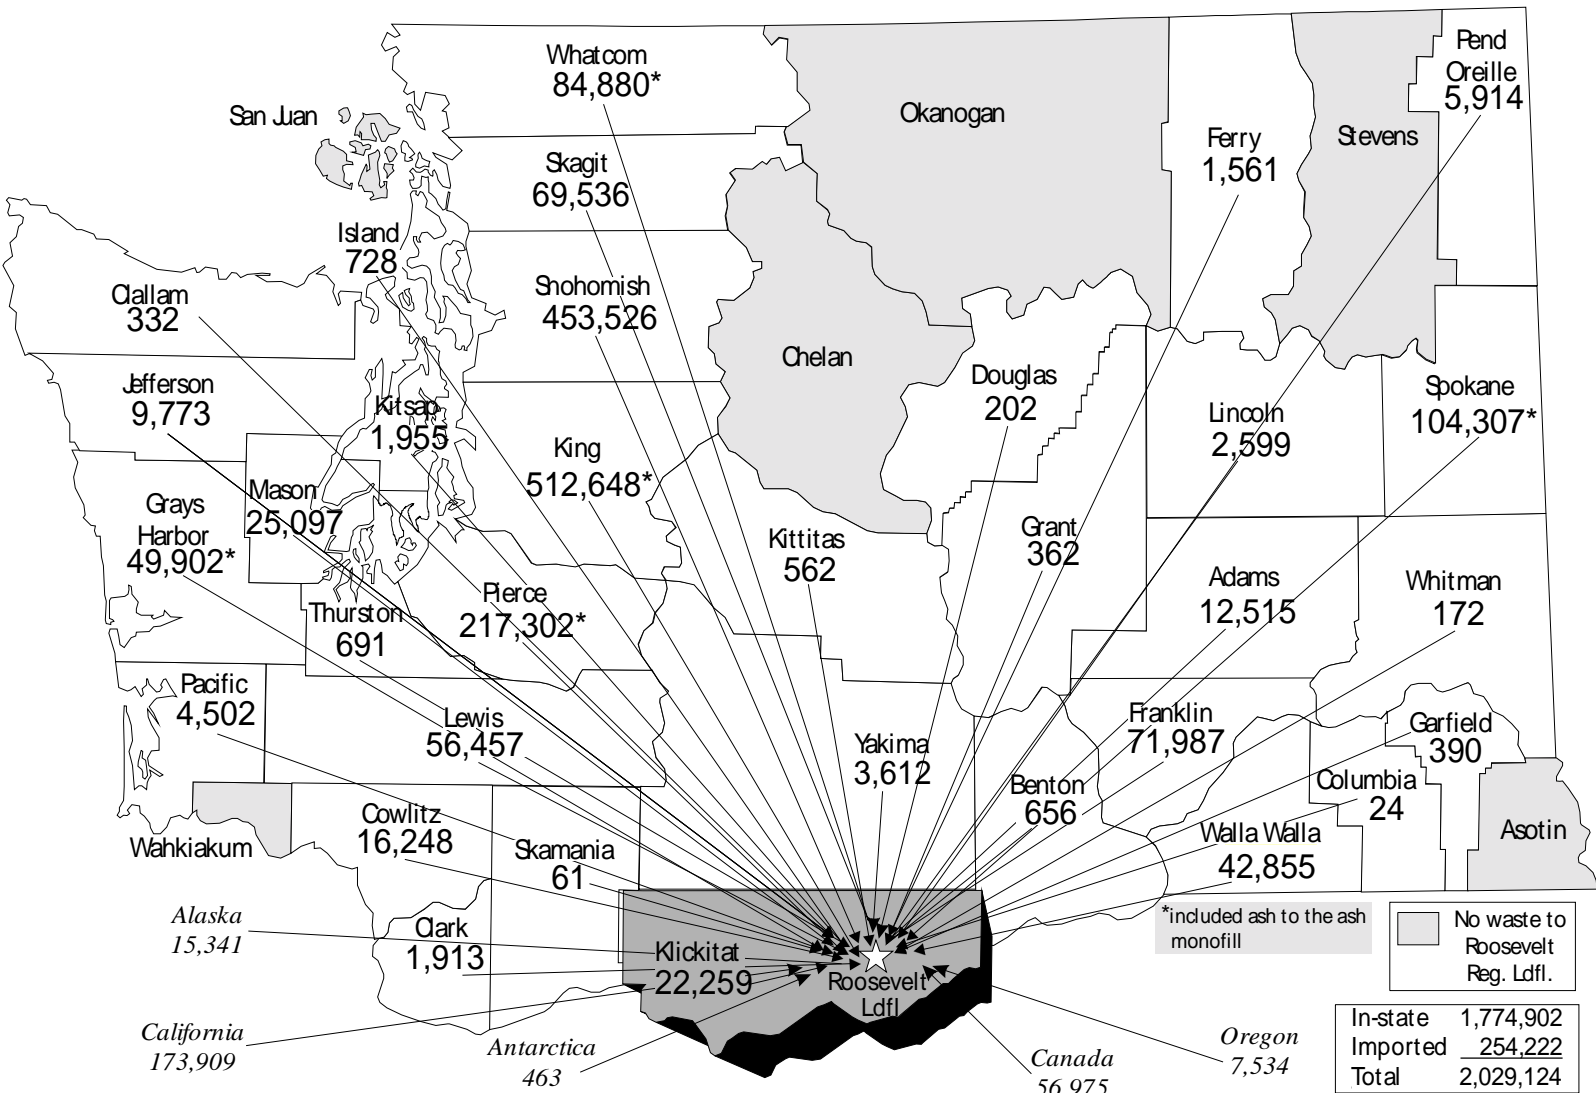 Whatcom
84,880*
Pend
Oreille
5,914
San Juan
Okanogan
Ferry
1,561
Stevens
Skagit
69,536
Island
728
Clallam
332
Snohomish
453,526
Chelan
Douglas
202
Jefferson
9,773
Kitsap
1,955
King
512,648*
Lincoln
2,599
Spokane
104,307*
Mason
25,097
Grays
Harbor
49,902*
Kittitas
562
Grant
362
Adams
12,515
Whitman
172
Thurston
691
Pierce
217,302*
Pacific
4,502
Lewis
56,457
Yakima
3,612
Franklin
71,987
Garfield
390
Benton
656
Columbia
24
Wahkiakum
Cowlitz
16,248
Skamania
61
Walla Walla
42,855
Asotin
Alaska
15,341
Clark
1,913
Klickitat
22,259
Roosevelt
Ldfl
*included ash to the ash
monofill
No waste to
Roosevelt
Reg. Ldfl.
California
173,909
Antarctica
463
Canada
56,975
Oregon
7,534
In-state 1,774,902
Imported 254,222
Total 2,029,124